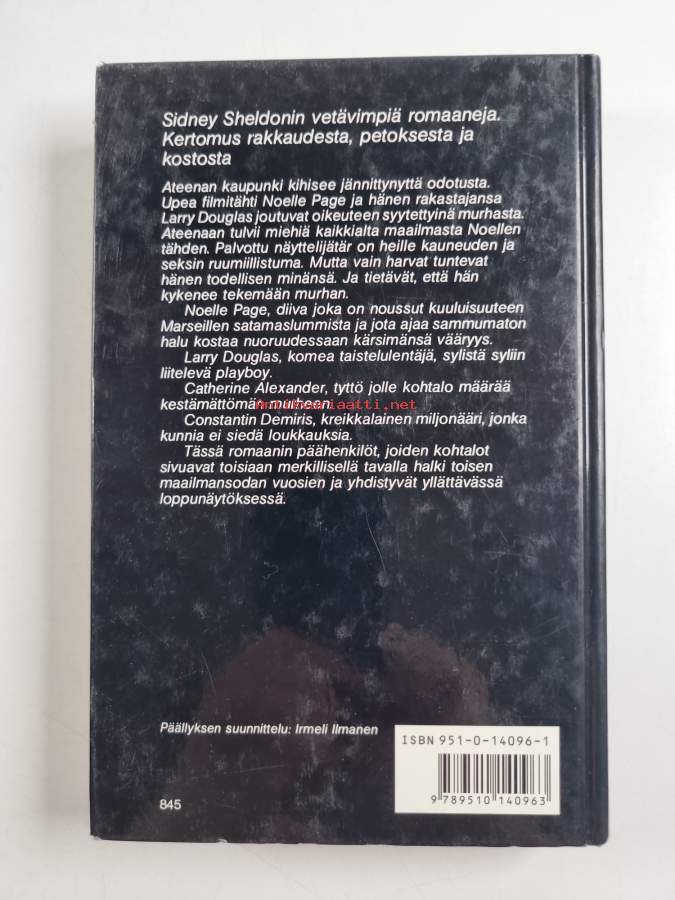 Sidney Sheldonin vetävimpiä romaaneja.
Kertomus rakkaudesta, petoksesta ja
kostosta
Ateenan kaupunki kihisee jännittynyttä odotusta.
Upea filmitähti Noelle Page ja hänen rakastajansa
Larry Douglas joutuvat oikeuteen syytettyinä murhasta.
Ateenaan tulvii miehiä kaikkialta maailmasta Noellen
tähden. Palvottu näyttelijätär on heille kauneuden ja
seksin ruumiillistuma. Mutta vain harvat tuntevat
hänen todellisen minänsä. Ja tietävät, että hän
kykenee tekemään murhan.
Noelle Page, diiva joka on noussut kuuluisuuteen
Marseillen satamaslummista ja jota ajaa sammumaton
halu kostaa nuoruudessaan kärsimänsä vääryys.
Larry Douglas, komea taistelulentäjä, sylistä syliin
liitelevä playboy.
Catherine Alexander, tyttö jolle kohtalo määrää
kestämättömän murheen.
Antikvariaatti.net
Constantin Demiris, kreikkalainen miljonääri, jonka
kunnia ei siedä loukkauksia.
Tässä romaanin päähenkilöt, joiden kohtalot
sivuavat toisiaan merkillisellä tavalla halki toisen
maailmansodan vuosien ja yhdistyvät yllättävässä
loppunäytöksessä.
Päällyksen suunnittelu: Irmeli Ilmanen
ISBN 951-0-14096-1
9 789510 140963
845